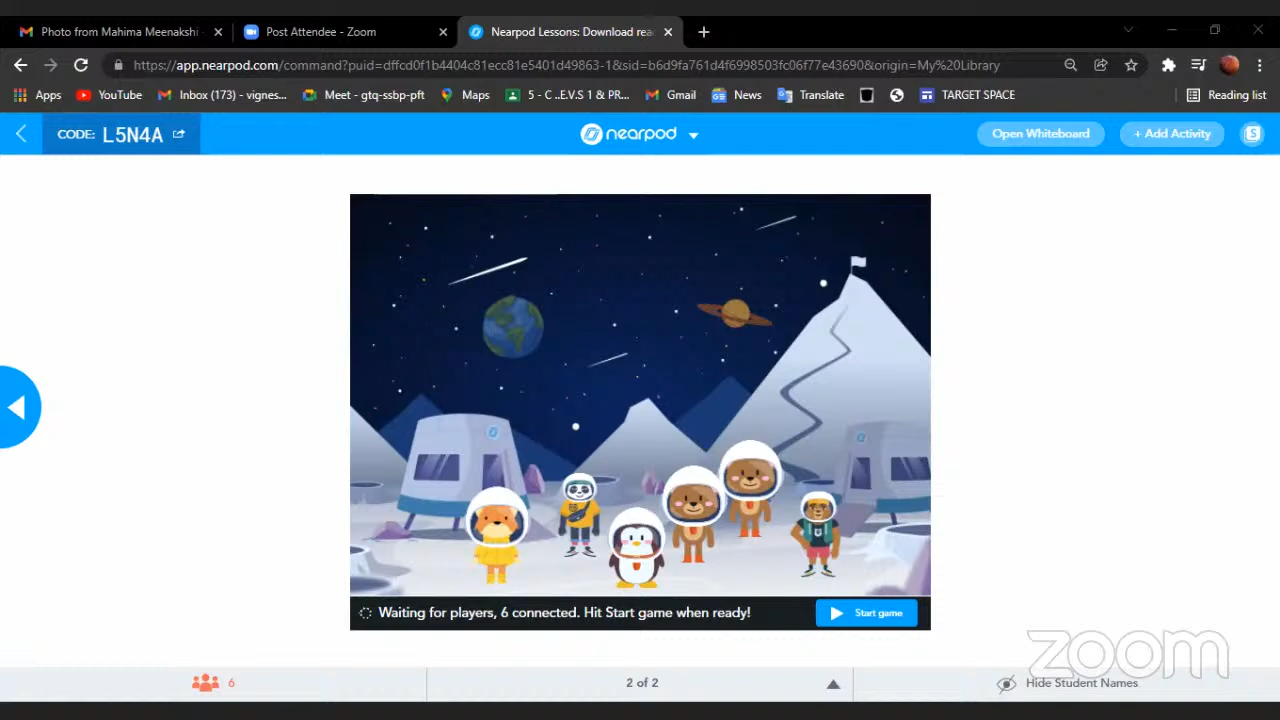 Photo from Mahima Meenakshi
Post Attendee - Zoom
Nearpod Lessons: Download rea
https://app.nearpod.com/command?puid=dffcd0f1b4404c81ecc81e5401d49863-1&sid=b6d9fa761d4f6998503fc06f77e43690&origin=My%20Library
Apps
YouTube
Inbox (173) - vignes...
Meet - gtq-ssbp-pft
Maps
5 - C ..E.V.S 1 & PR...
Gmail
News
Translate
TARGET SPACE
Reading list
CODE: L5N4A
nearpod
Open Whiteboard
+ Add Activity
S
Waiting for players, 6 connected. Hit Start game when ready!
Start game
zoom
6
2 of 2
Hide Student Names